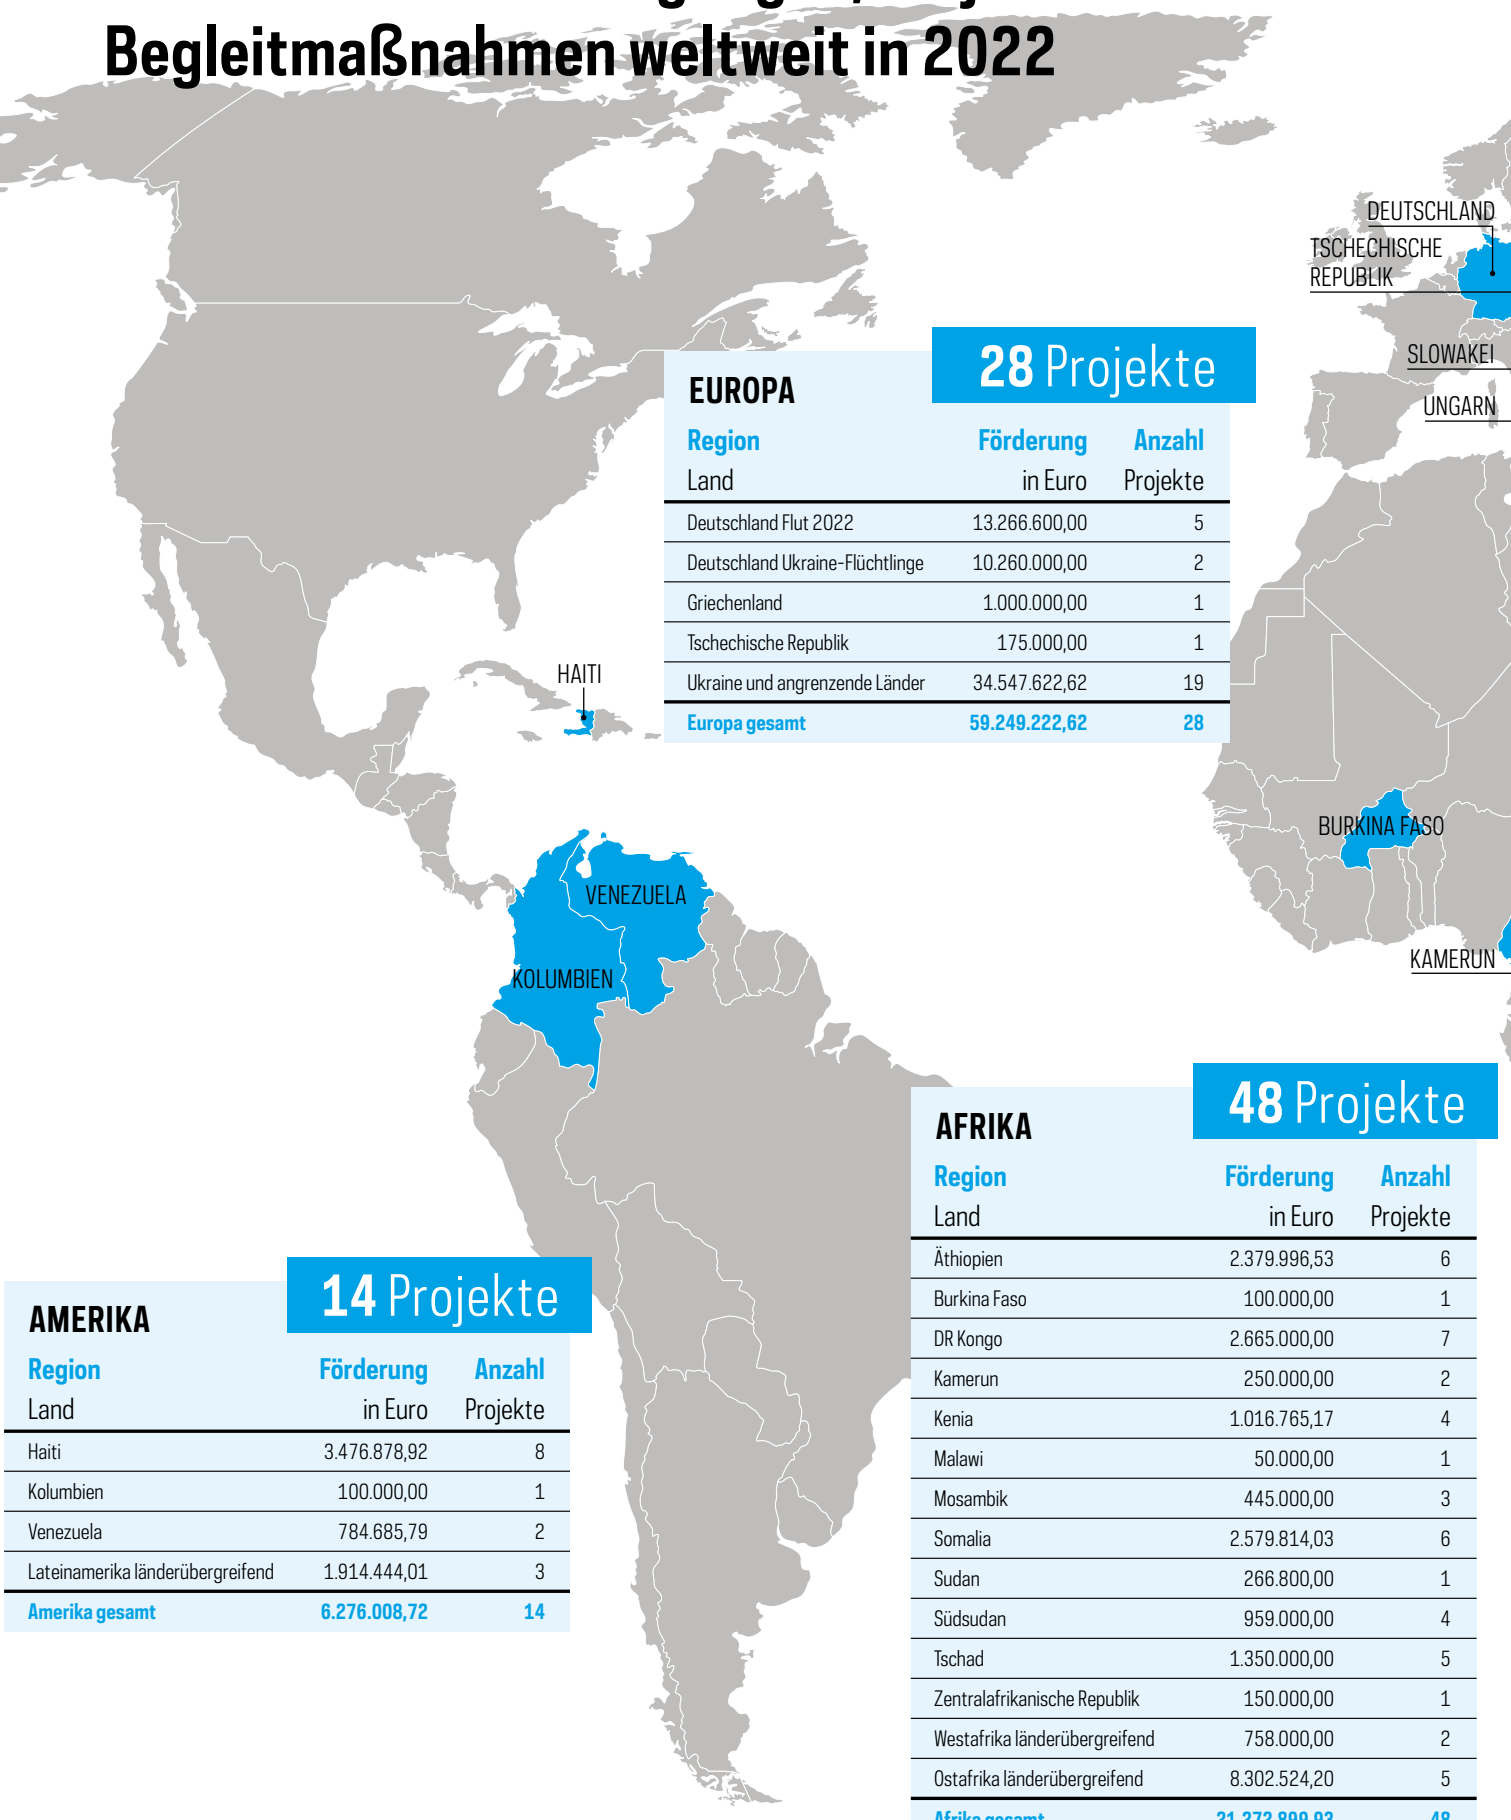 Begleitmaßnahmen weltweit in 2022
DEUTSCHLAND
TSCHECHISCHE
REPUBLIK
SLOWAKEI
UNGARN
28 Projekte
EUROPA
Region Förderung Anzahl
Land in Euro Projekte
Deutschland Flut 2022 13.266.600,00 5
Deutschland Ukraine-Flüchtlinge 10.260.000,00 2
Griechenland 1.000.000,00 1
Tschechische Republik 175.000,00 1
Ukraine und angrenzende Länder 34.547.622,62 19
Europa gesamt 59.249.222,62 28
HAITI
VENEZUELA
KOLUMBIEN
BURKINA FASO
KAMERUN
48 Projekte
AFRIKA
Region Förderung Anzahl
Land in Euro Projekte
Äthiopien 2.379.996,53 6
Burkina Faso 100.000,00 1
DR Kongo 2.665.000,00 7
Kamerun 250.000,00 2
Kenia 1.016.765,17 4
Malawi 50.000,00 1
Mosambik 445.000,00 3
Somalia 2.579.814,03 6
Sudan 266.800,00 1
Südsudan 959.000,00 4
Tschad 1.350.000,00 5
Zentralafrikanische Republik 150.000,00 1
Westafrika länderübergreifend 758.000,00 2
Ostafrika länderübergreifend 8.302.524,20 5
Afrika gesamt 21.272.899,93 48
14 Projekte
AMERIKA
Region Förderung Anzahl
Land in Euro Projekte
Haiti 3.476.878,92 8
Kolumbien 100.000,00 1
Venezuela 784.685,79 2
Lateinamerika länderübergreifend 1.914.444,01 3
Amerika gesamt 6.276.008,72 14